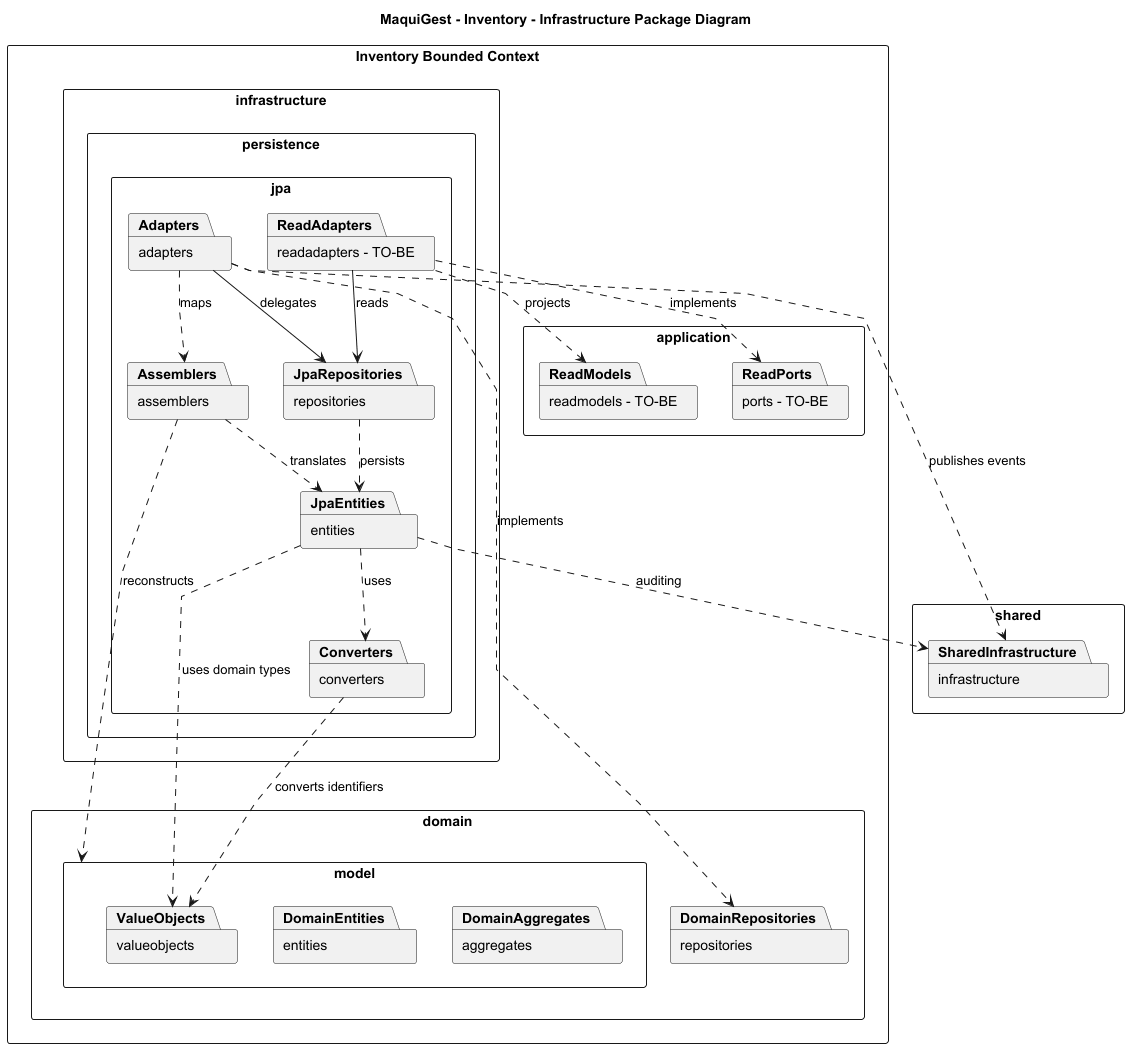 MaquiGest - Inventory - Infrastructure Package Diagram
Inventory Bounded Context
infrastructure
persistence
jpa
Adapters
adapters
ReadAdapters
readadapters - TO-BE
maps
delegates
reads
projects
implements
application
Assemblers
assemblers
JpaRepositories
repositories
ReadModels
readmodels - TO-BE
ReadPorts
ports - TO-BE
translates
persists
publishes events
JpaEntities
entities
implements
reconstructs
uses
auditing
shared
SharedInfrastructure
infrastructure
Converters
converters
uses domain types
converts identifiers
domain
model
ValueObjects
valueobjects
DomainEntities
entities
DomainAggregates
aggregates
DomainRepositories
repositories